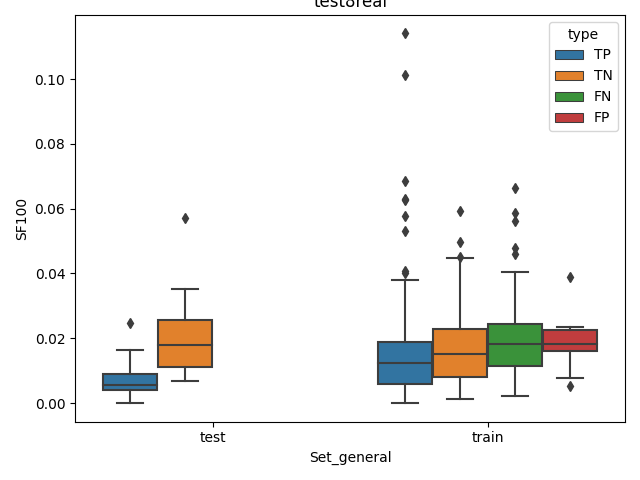 test8real
type
TP
TN
FN
FP
0.10
0.08
0.06
0.04
0.02
0.00
SF100
test
train
Set_general